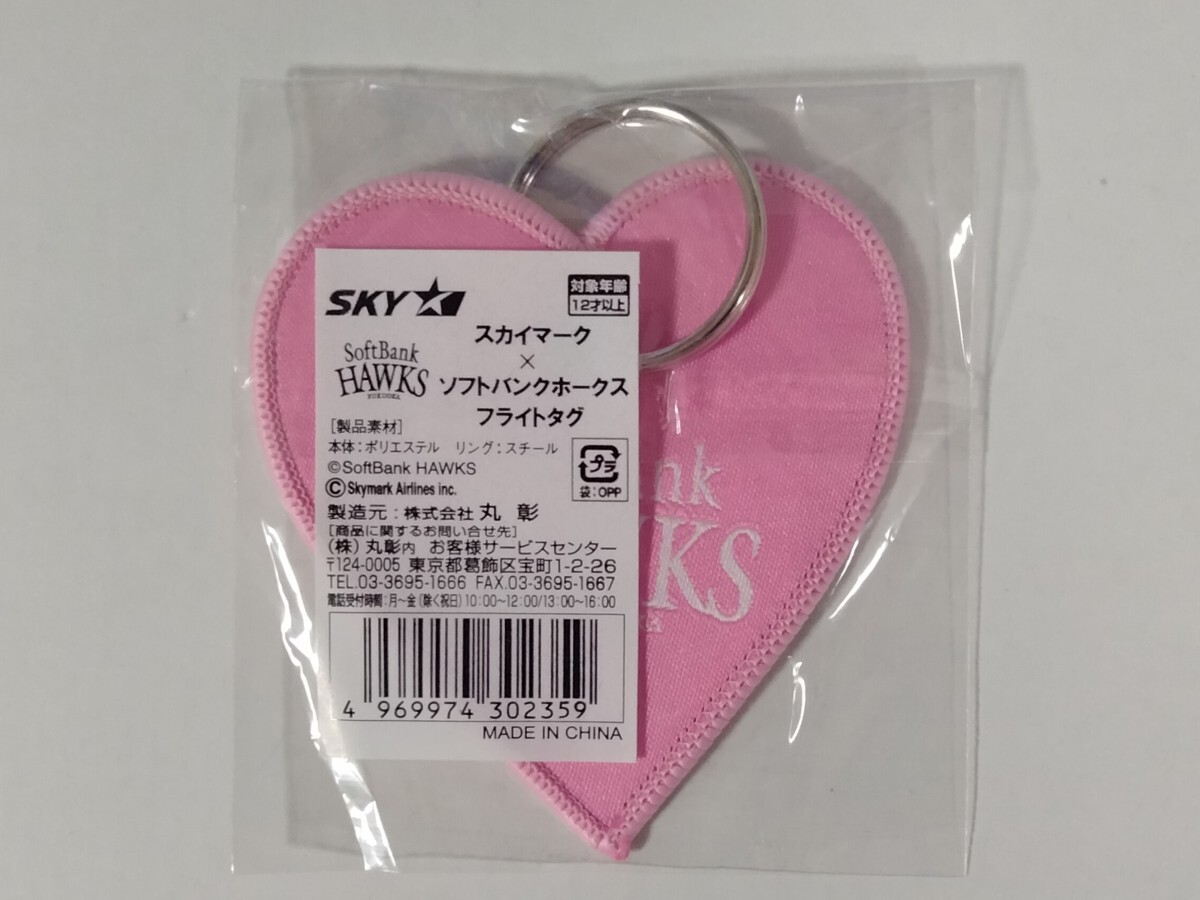 SKY
対象年齢
12才以上
スカイマーク
×
ソフトバンクホークス
フライトタグ
SoftBank
HAWKS
FUKUOKA
[製品素材]
本体:ポリエステル リング:スチール
©SoftBank HAWKS
©Skymark Airlines inc.
プラ
袋:OPP
製造元:株式会社 丸 彰
[商品に関するお問い合せ先]
(株)丸彰内 お客様サービスセンター
〒124-0005 東京都葛飾区宝町1-2-26
TEL.03-3695-1666 FAX.03-3695-1667
電話受付時間:月~金(除く祝日)10:00~12:00/13:00~16:00
4 969974 302359
MADE IN CHINA
nk
KS